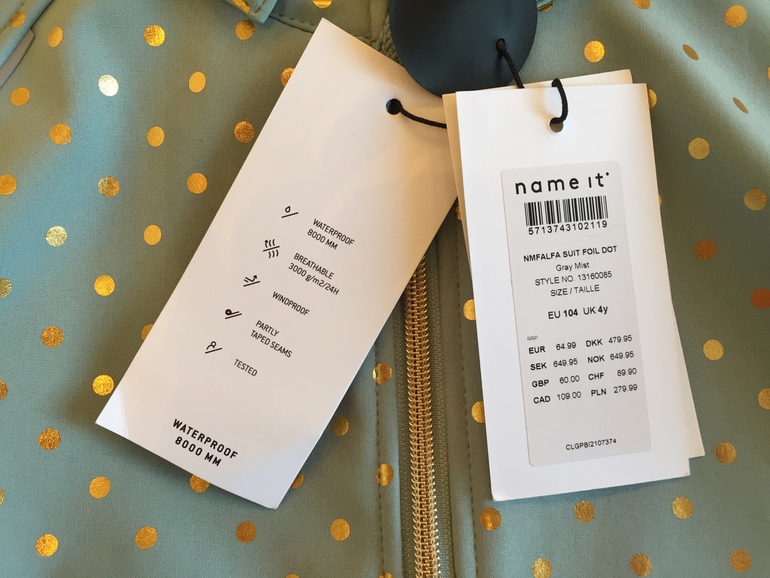 WATERPROOF
8000 MM
BREATHABLE
3000 g/m2/24H
WINDPROOF
PARTLY
TAPED SEAMS
TESTED
WATERPROOF
8000 MM
name it
5713743102119
NMFALFA SUIT FOIL DOT
Gray Mist
STYLE NO. 13160085
SIZE / TAILLE
EU 104 UK 4y
RRP
EUR 64.99 DKK 479.95
SEK 649.95 NOK 649.95
GBP 60.00 CHF 89.90
CAD 109.00 PLN 279.99
CLGPBI2107374